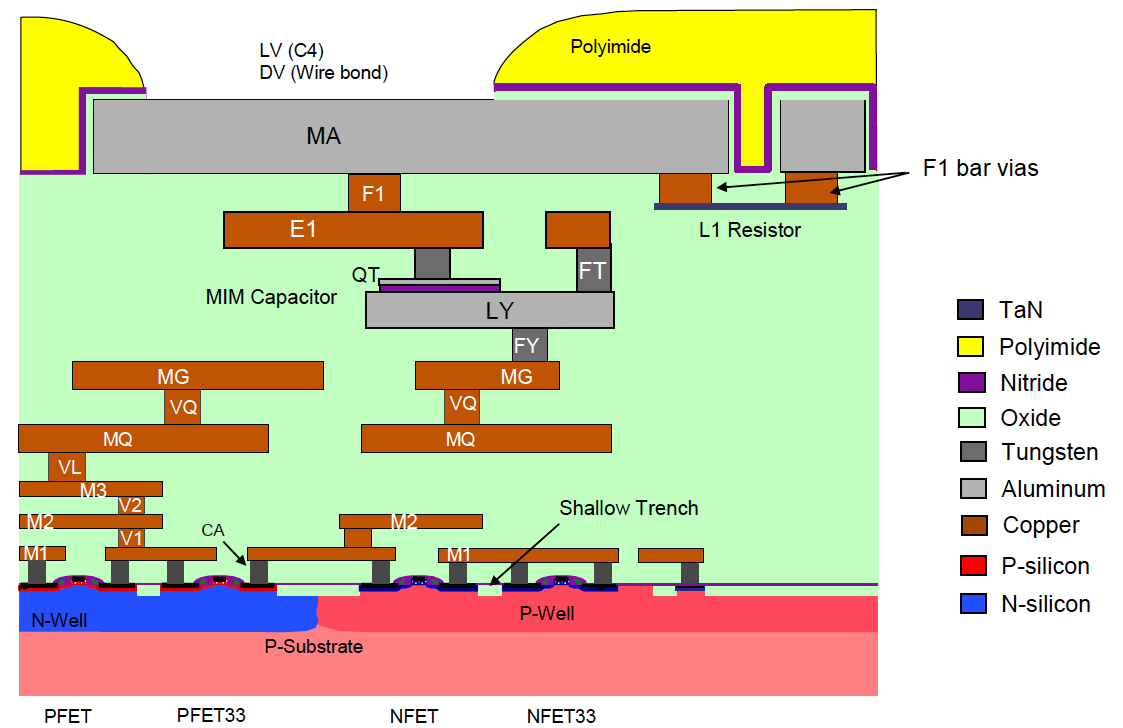 LV (C4)
DV (Wire bond)
Polyimide
MA
F1 bar vias
F1
E1
L1 Resistor
FT
QT
MIM Capacitor
LY
TaN
FY
Polyimide
MG
MG
Nitride
VQ
VQ
Oxide
MQ
MQ
Tungsten
VL
M3
Aluminum
V2
Shallow Trench
M2
M2
Copper
CA
V1
M1
M1
P-silicon
N-silicon
N-Well
P-Well
P-Substrate
PFET
PFET33
NFET
NFET33